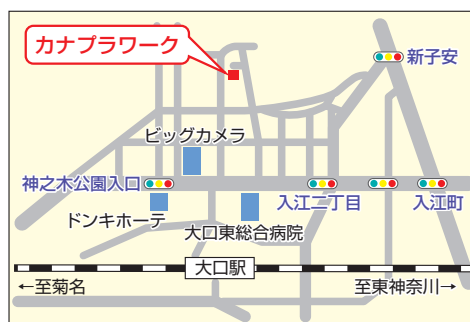 カナプラワーク
新子安
ビッグカメラ
神之木公園入口
入江二丁目
入江町
ドンキホーテ
大口東総合病院
大口駅
←至菊名
至東神奈川→